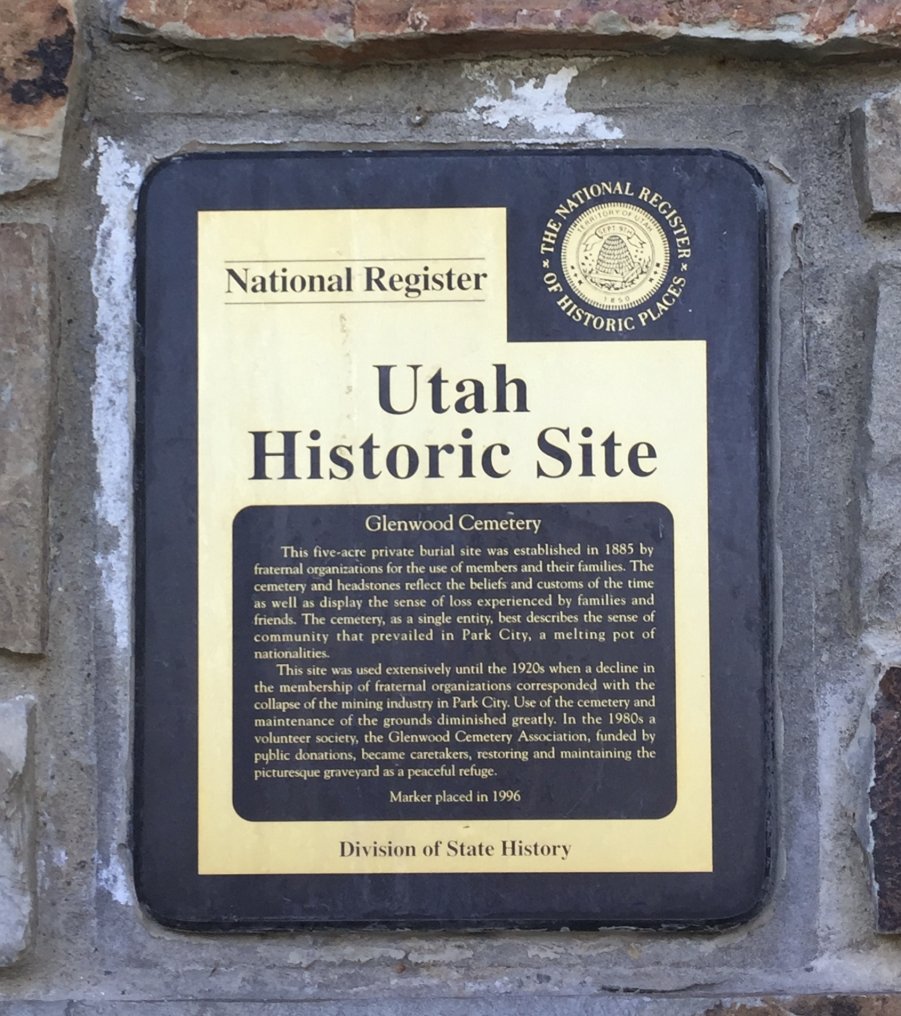 THE NATIONAL REGISTER
OF HISTORIC PLACES
TERRITORY OF UTAH
SEPT 9TH
1850
National Register
Utah
Historic Site
Glenwood Cemetery
This five-acre private burial site was established in 1885 by
fraternal organizations for the use of members and their families. The
cemetery and headstones reflect the beliefs and customs of the time
as well as display the sense of loss experienced by families and
friends. The cemetery, as a single entity, best describes the sense of
community that prevailed in Park City, a melting pot of
nationalities.
This site was used extensively until the 1920s when a decline in
the membership of fraternal organizations corresponded with the
collapse of the mining industry in Park City. Use of the cemetery and
maintenance of the grounds diminished greatly. In the 1980s a
volunteer society, the Glenwood Cemetery Association, funded by
public donations, became caretakers, restoring and maintaining the
picturesque graveyard as a peaceful refuge.
Marker placed in 1996
Division of State History